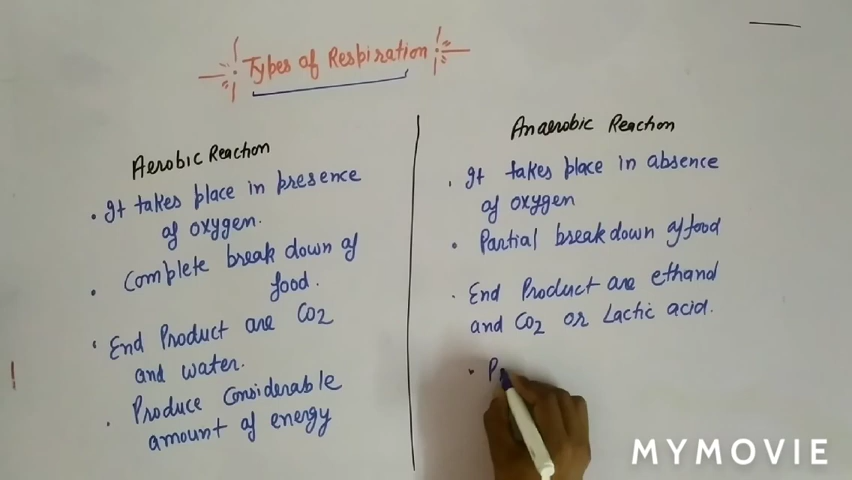 Types of Respiration
Aerobic Reaction
• It takes place in presence
of oxygen.
• Complete break down of
food.
• End Product are CO2
and water.
• Produce Considerable
amount of energy
Anaerobic Reaction
• It takes place in absence
of oxygen
• Partial breakdown of food
• End Product are ethanol
and CO2 or Lactic acid.
• P
MYMOVIE